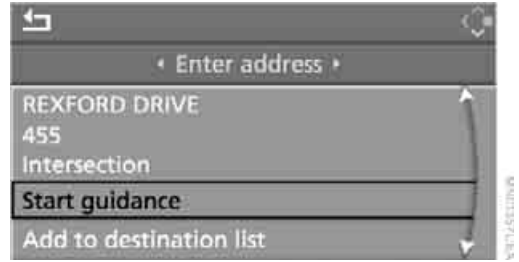 Enter address
REXFORD DRIVE
455
Intersection
Start guidance
Add to destination list